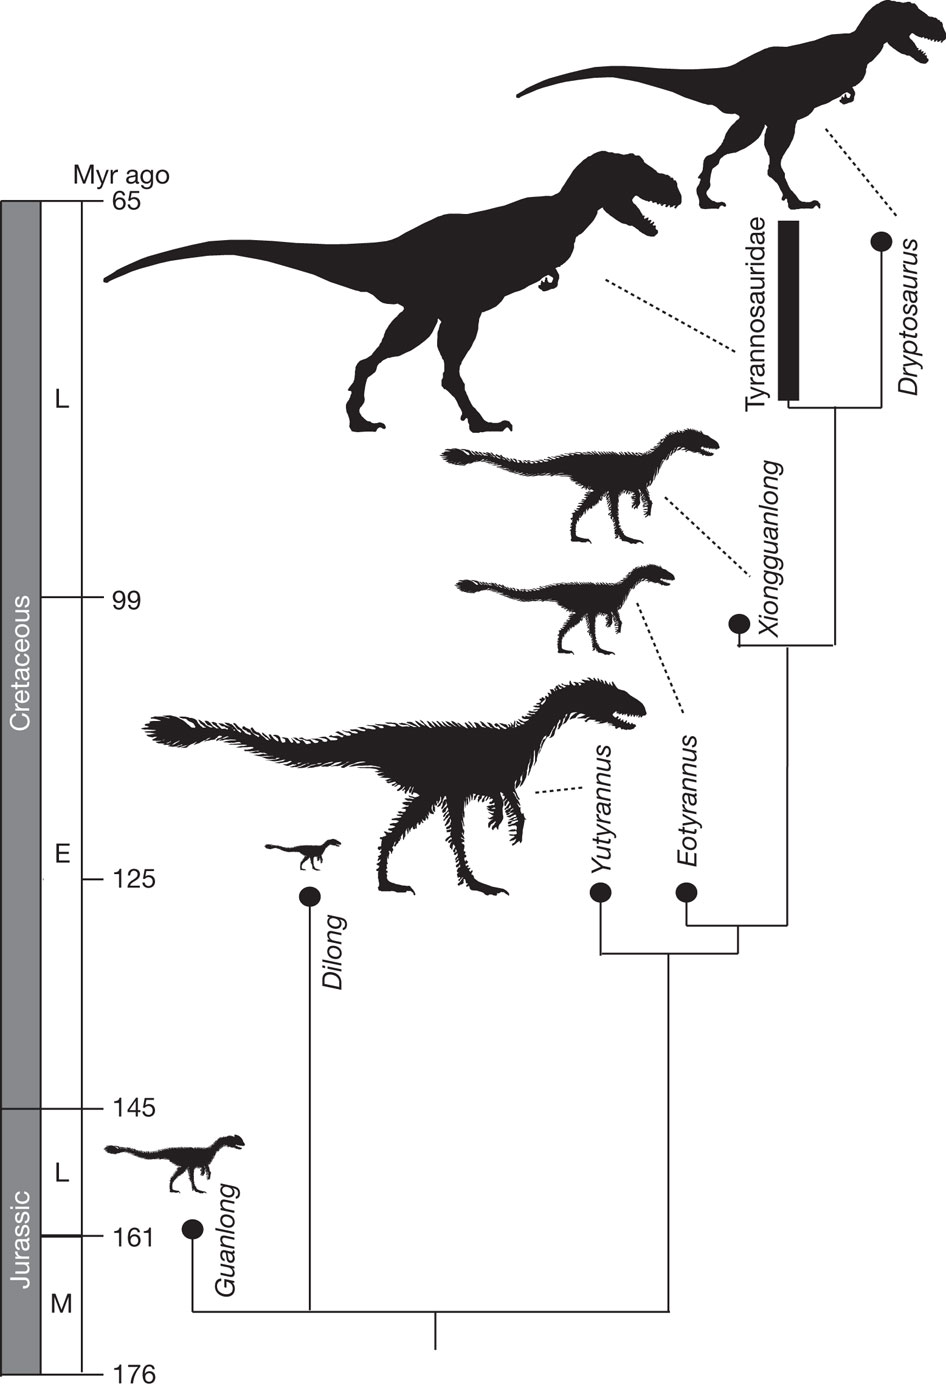 Myr ago
65
Tyrannosauridae
Dryptosaurus
L
Xiongguanlong
99
Cretaceous
Yutyrannus
Eotyrannus
E
125
Dilong
145
L
Guanlong
Jurassic
161
M
176